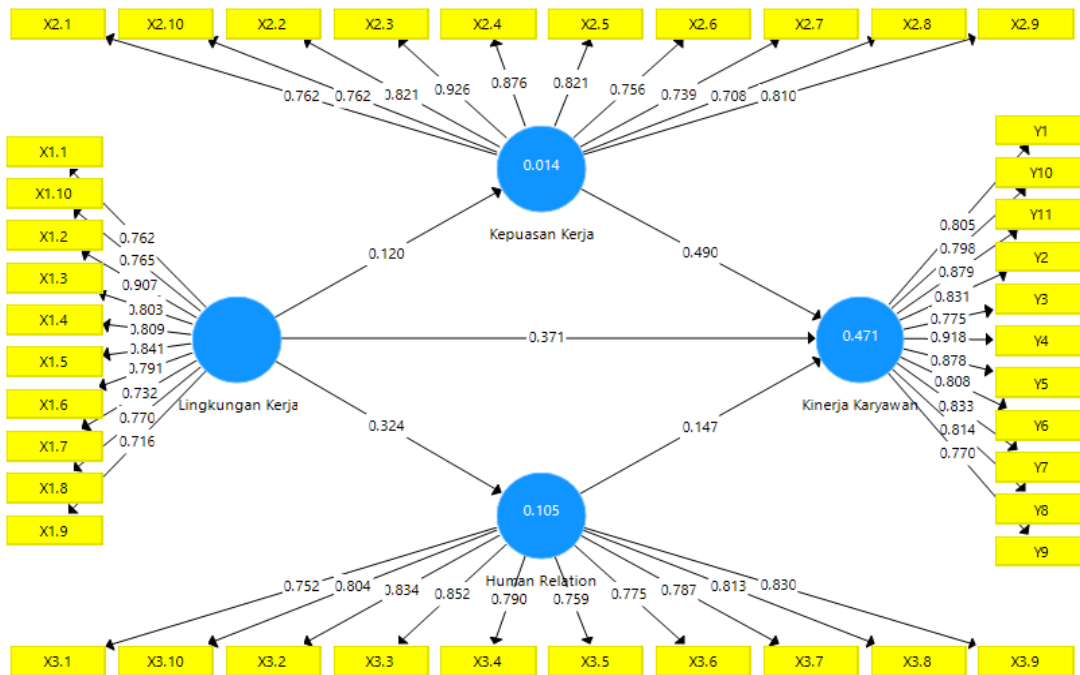 X2.1 X2.10 X2.2 X2.3 X2.4 X2.5 X2.6 X2.7 X2.8 X2.9
0.762 0.762 0.821 0.926 0.876 0.821 0.756 0.739 0.708 0.810
0.014
Kepuasan Kerja
X1.1
X1.10
X1.2
X1.3
X1.4
X1.5
X1.6
X1.7
X1.8
X1.9
0.762
0.765
0.907
0.803
0.809
0.841
0.791
0.732
0.770
0.716
Lingkungan Kerja
0.120
0.490
0.371
0.324
0.147
0.471
Kinerja Karyawan
0.805
0.798
0.879
0.831
0.775
0.918
0.878
0.808
0.833
0.814
0.770
Y1
Y10
Y11
Y2
Y3
Y4
Y5
Y6
Y7
Y8
Y9
0.105
Human Relation
0.752 0.804 0.834 0.852 0.790 0.759 0.775 0.787 0.813 0.830
X3.1 X3.10 X3.2 X3.3 X3.4 X3.5 X3.6 X3.7 X3.8 X3.9